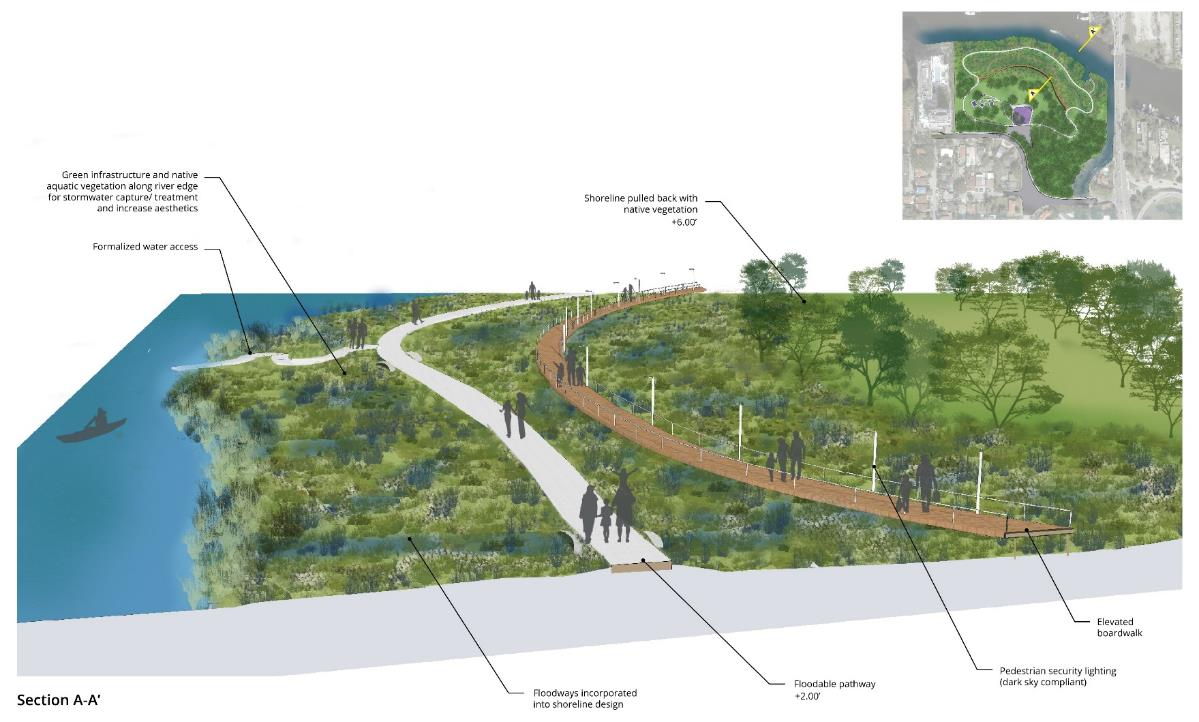 Green infrastructure and native
aquatic vegetation along river edge
for stormwater capture/ treatment
and increase aesthetics
Formalized water access
Shoreline pulled back with
native vegetation
+6.00'
Elevated
boardwalk
Pedestrian security lighting
(dark sky compliant)
Floodable pathway
+2.00'
Floodways incorporated
into shoreline design
Section A-A'